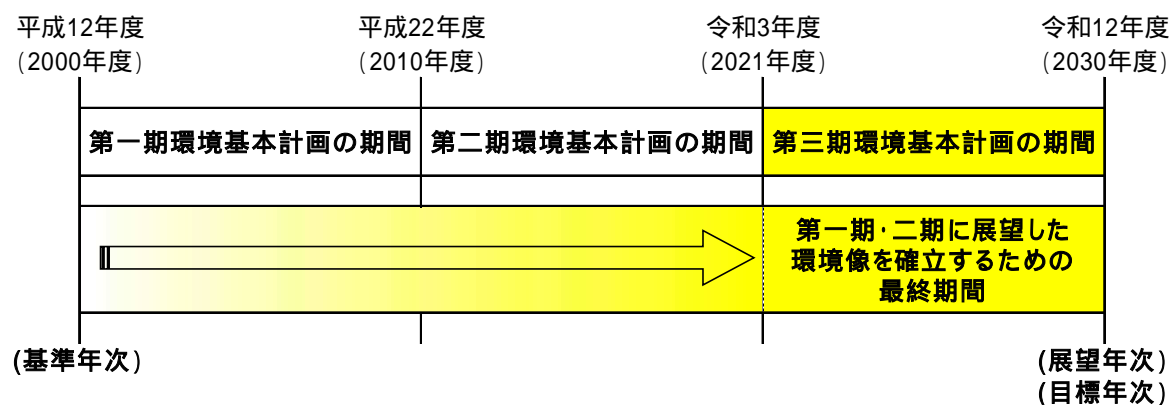 平成12年度
(2000年度)
平成22年度
(2010年度)
令和3年度
(2021年度)
令和12年度
(2030年度)
第一期環境基本計画の期間
第二期環境基本計画の期間
第三期環境基本計画の期間
第一期・二期に展望した
環境像を確立するための
最終期間
(基準年次)
(展望年次)
(目標年次)